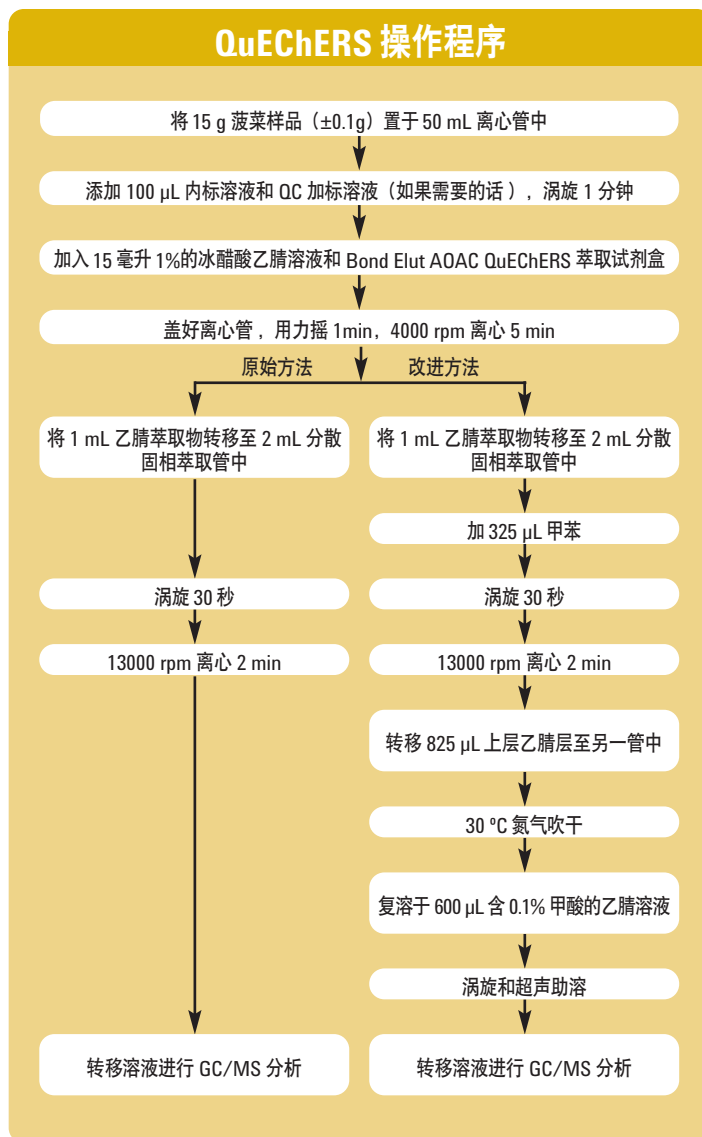 QuEChERS 操作程序
将 15 g 菠菜样品（±0.1g）置于 50 mL 离心管中
添加 100 µL 内标溶液和 QC 加标溶液（如果需要的话），涡旋 1 分钟
加入 15 毫升 1%的冰醋酸乙腈溶液和 Bond Elut AOAC QuEChERS 萃取试剂盒
盖好离心管，用力摇 1min，4000 rpm 离心 5 min
原始方法
改进方法
将 1 mL 乙腈萃取物转移至 2 mL 分散
固相萃取管中
将 1 mL 乙腈萃取物转移至 2 mL 分散
固相萃取管中
加 325 µL 甲苯
涡旋 30 秒
涡旋 30 秒
13000 rpm 离心 2 min
13000 rpm 离心 2 min
转移 825 µL 上层乙腈层至另一管中
30 ºC 氮气吹干
复溶于 600 µL 含 0.1% 甲酸的乙腈溶液
涡旋和超声助溶
转移溶液进行 GC/MS 分析
转移溶液进行 GC/MS 分析